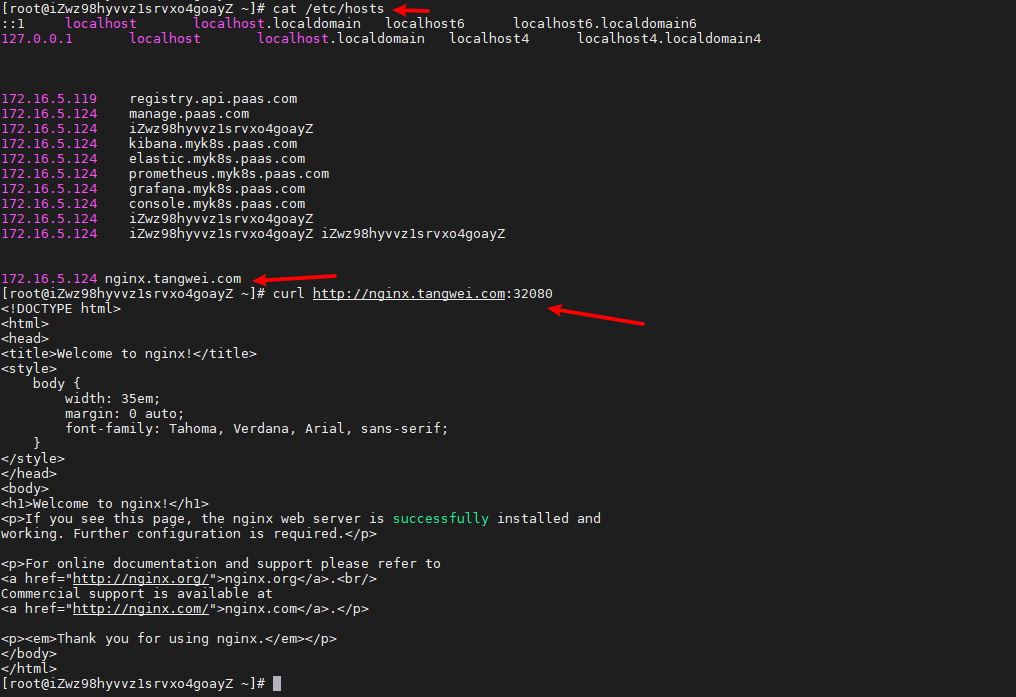 [root@iZwz98hyvvz1srvxo4goayZ ~]# cat /etc/hosts
::1     localhost       localhost.localdomain   localhost6      localhost6.localdomain6
127.0.0.1       localhost       localhost.localdomain   localhost4      localhost4.localdomain4
172.16.5.119    registry.api.paas.com
172.16.5.124    manage.paas.com
172.16.5.124    iZwz98hyvvz1srvxo4goayZ
172.16.5.124    kibana.myk8s.paas.com
172.16.5.124    elastic.myk8s.paas.com
172.16.5.124    prometheus.myk8s.paas.com
172.16.5.124    grafana.myk8s.paas.com
172.16.5.124    console.myk8s.paas.com
172.16.5.124    iZwz98hyvvz1srvxo4goayZ
172.16.5.124    iZwz98hyvvz1srvxo4goayZ iZwz98hyvvz1srvxo4goayZ
172.16.5.124 nginx.tangwei.com
[root@iZwz98hyvvz1srvxo4goayZ ~]# curl http://nginx.tangwei.com:32080
<!DOCTYPE html>
<html>
<head>
<title>Welcome to nginx!</title>
<style>
    body {
        width: 35em;
        margin: 0 auto;
        font-family: Tahoma, Verdana, Arial, sans-serif;
    }
</style>
</head>
<body>
<h1>Welcome to nginx!</h1>
<p>If you see this page, the nginx web server is successfully installed and
working. Further configuration is required.</p>
<p>For online documentation and support please refer to
<a href="http://nginx.org/">nginx.org</a>.<br/>
Commercial support is available at
<a href="http://nginx.com/">nginx.com</a>.</p>
<p><em>Thank you for using nginx.</em></p>
</body>
</html>
[root@iZwz98hyvvz1srvxo4goayZ ~]#